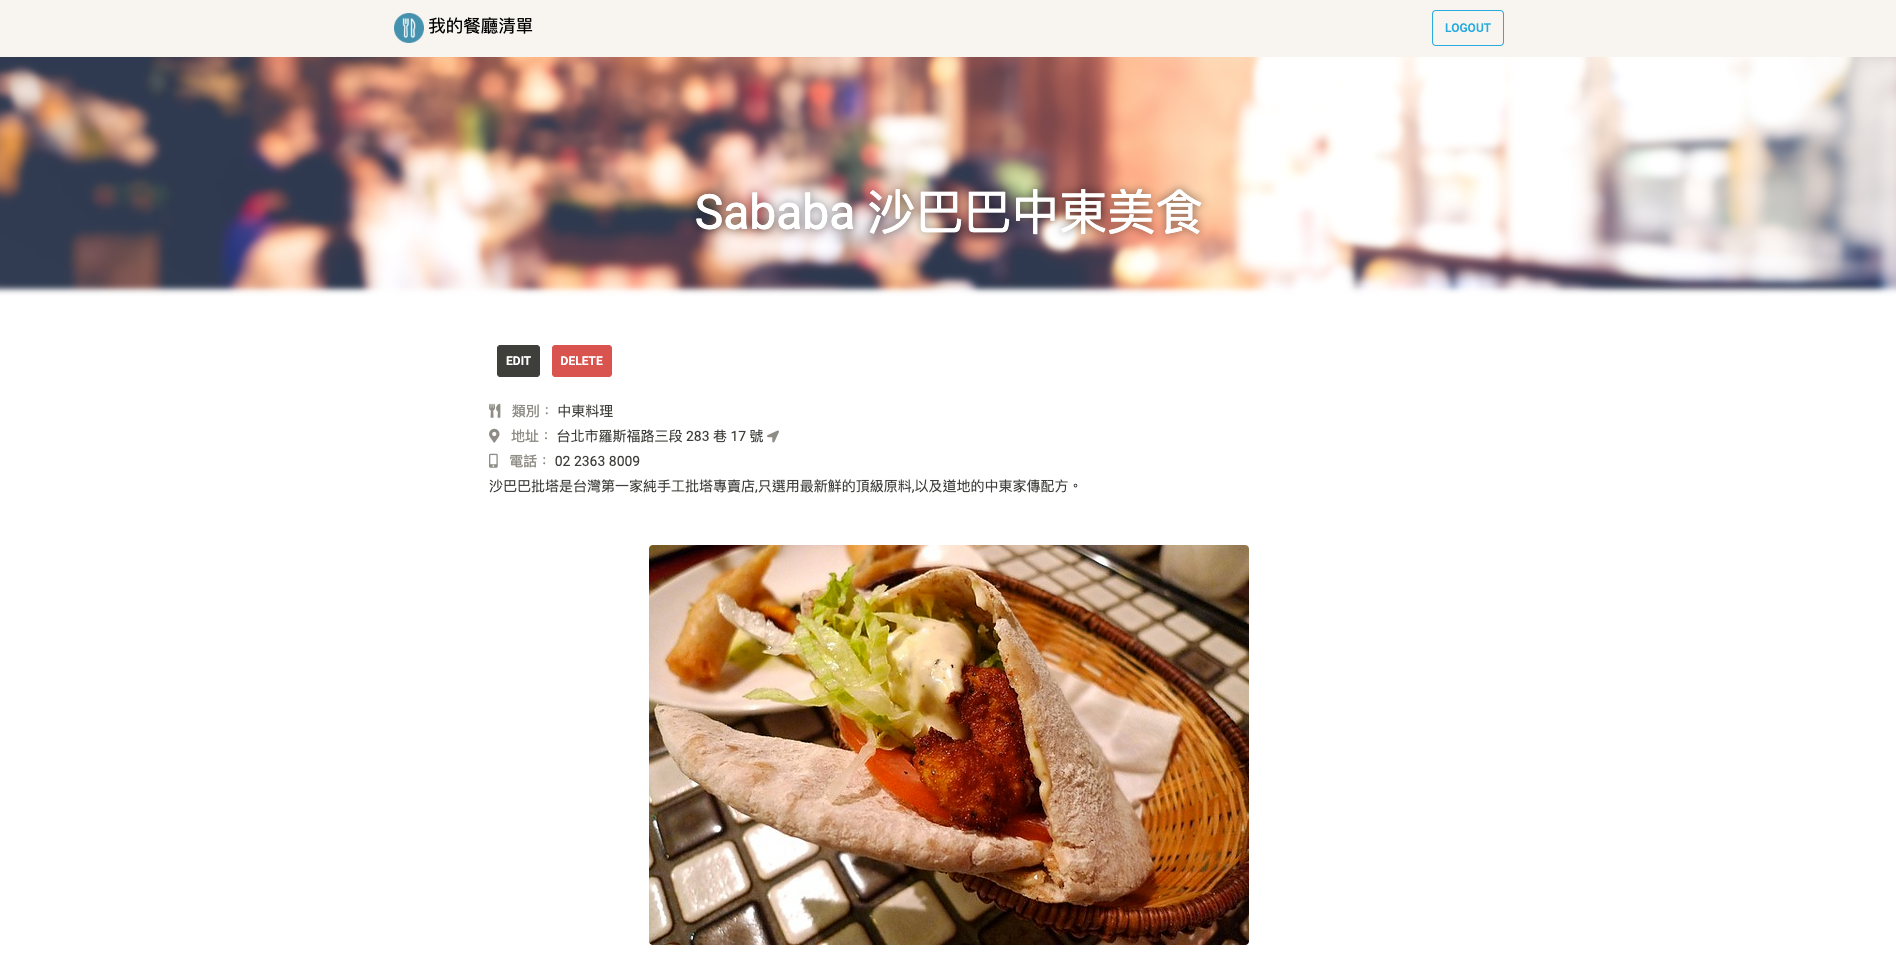 我的餐廳清單
LOGOUT
Sababa 沙巴巴中東美食
EDIT DELETE
類別： 中東料理
地址： 台北市羅斯福路三段 283 巷 17 號
電話： 02 2363 8009
沙巴巴批塔是台灣第一家純手工批塔專賣店,只選用最新鮮的頂級原料,以及道地的中東家傳配方。